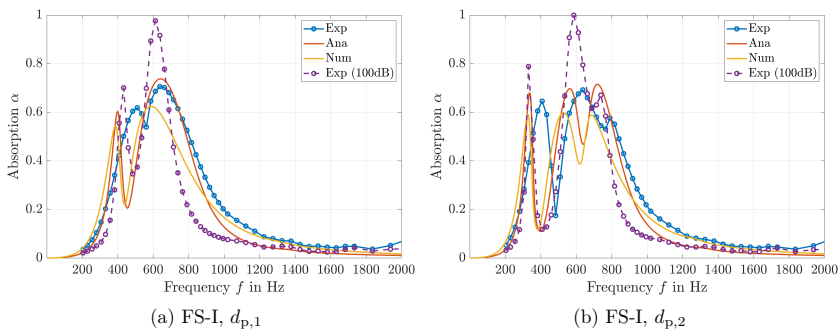 1
0.8
0.6
0.4
0.2
0
200 400 600 800 1000 1200 1400 1600 1800 2000
Absorption α
Frequency f in Hz
Exp
Ana
Num
Exp (100dB)
(a) FS-I, d_{p,1}
1
0.8
0.6
0.4
0.2
0
200 400 600 800 1000 1200 1400 1600 1800 2000
Absorption α
Frequency f in Hz
Exp
Ana
Num
Exp (100dB)
(b) FS-I, d_{p,2}